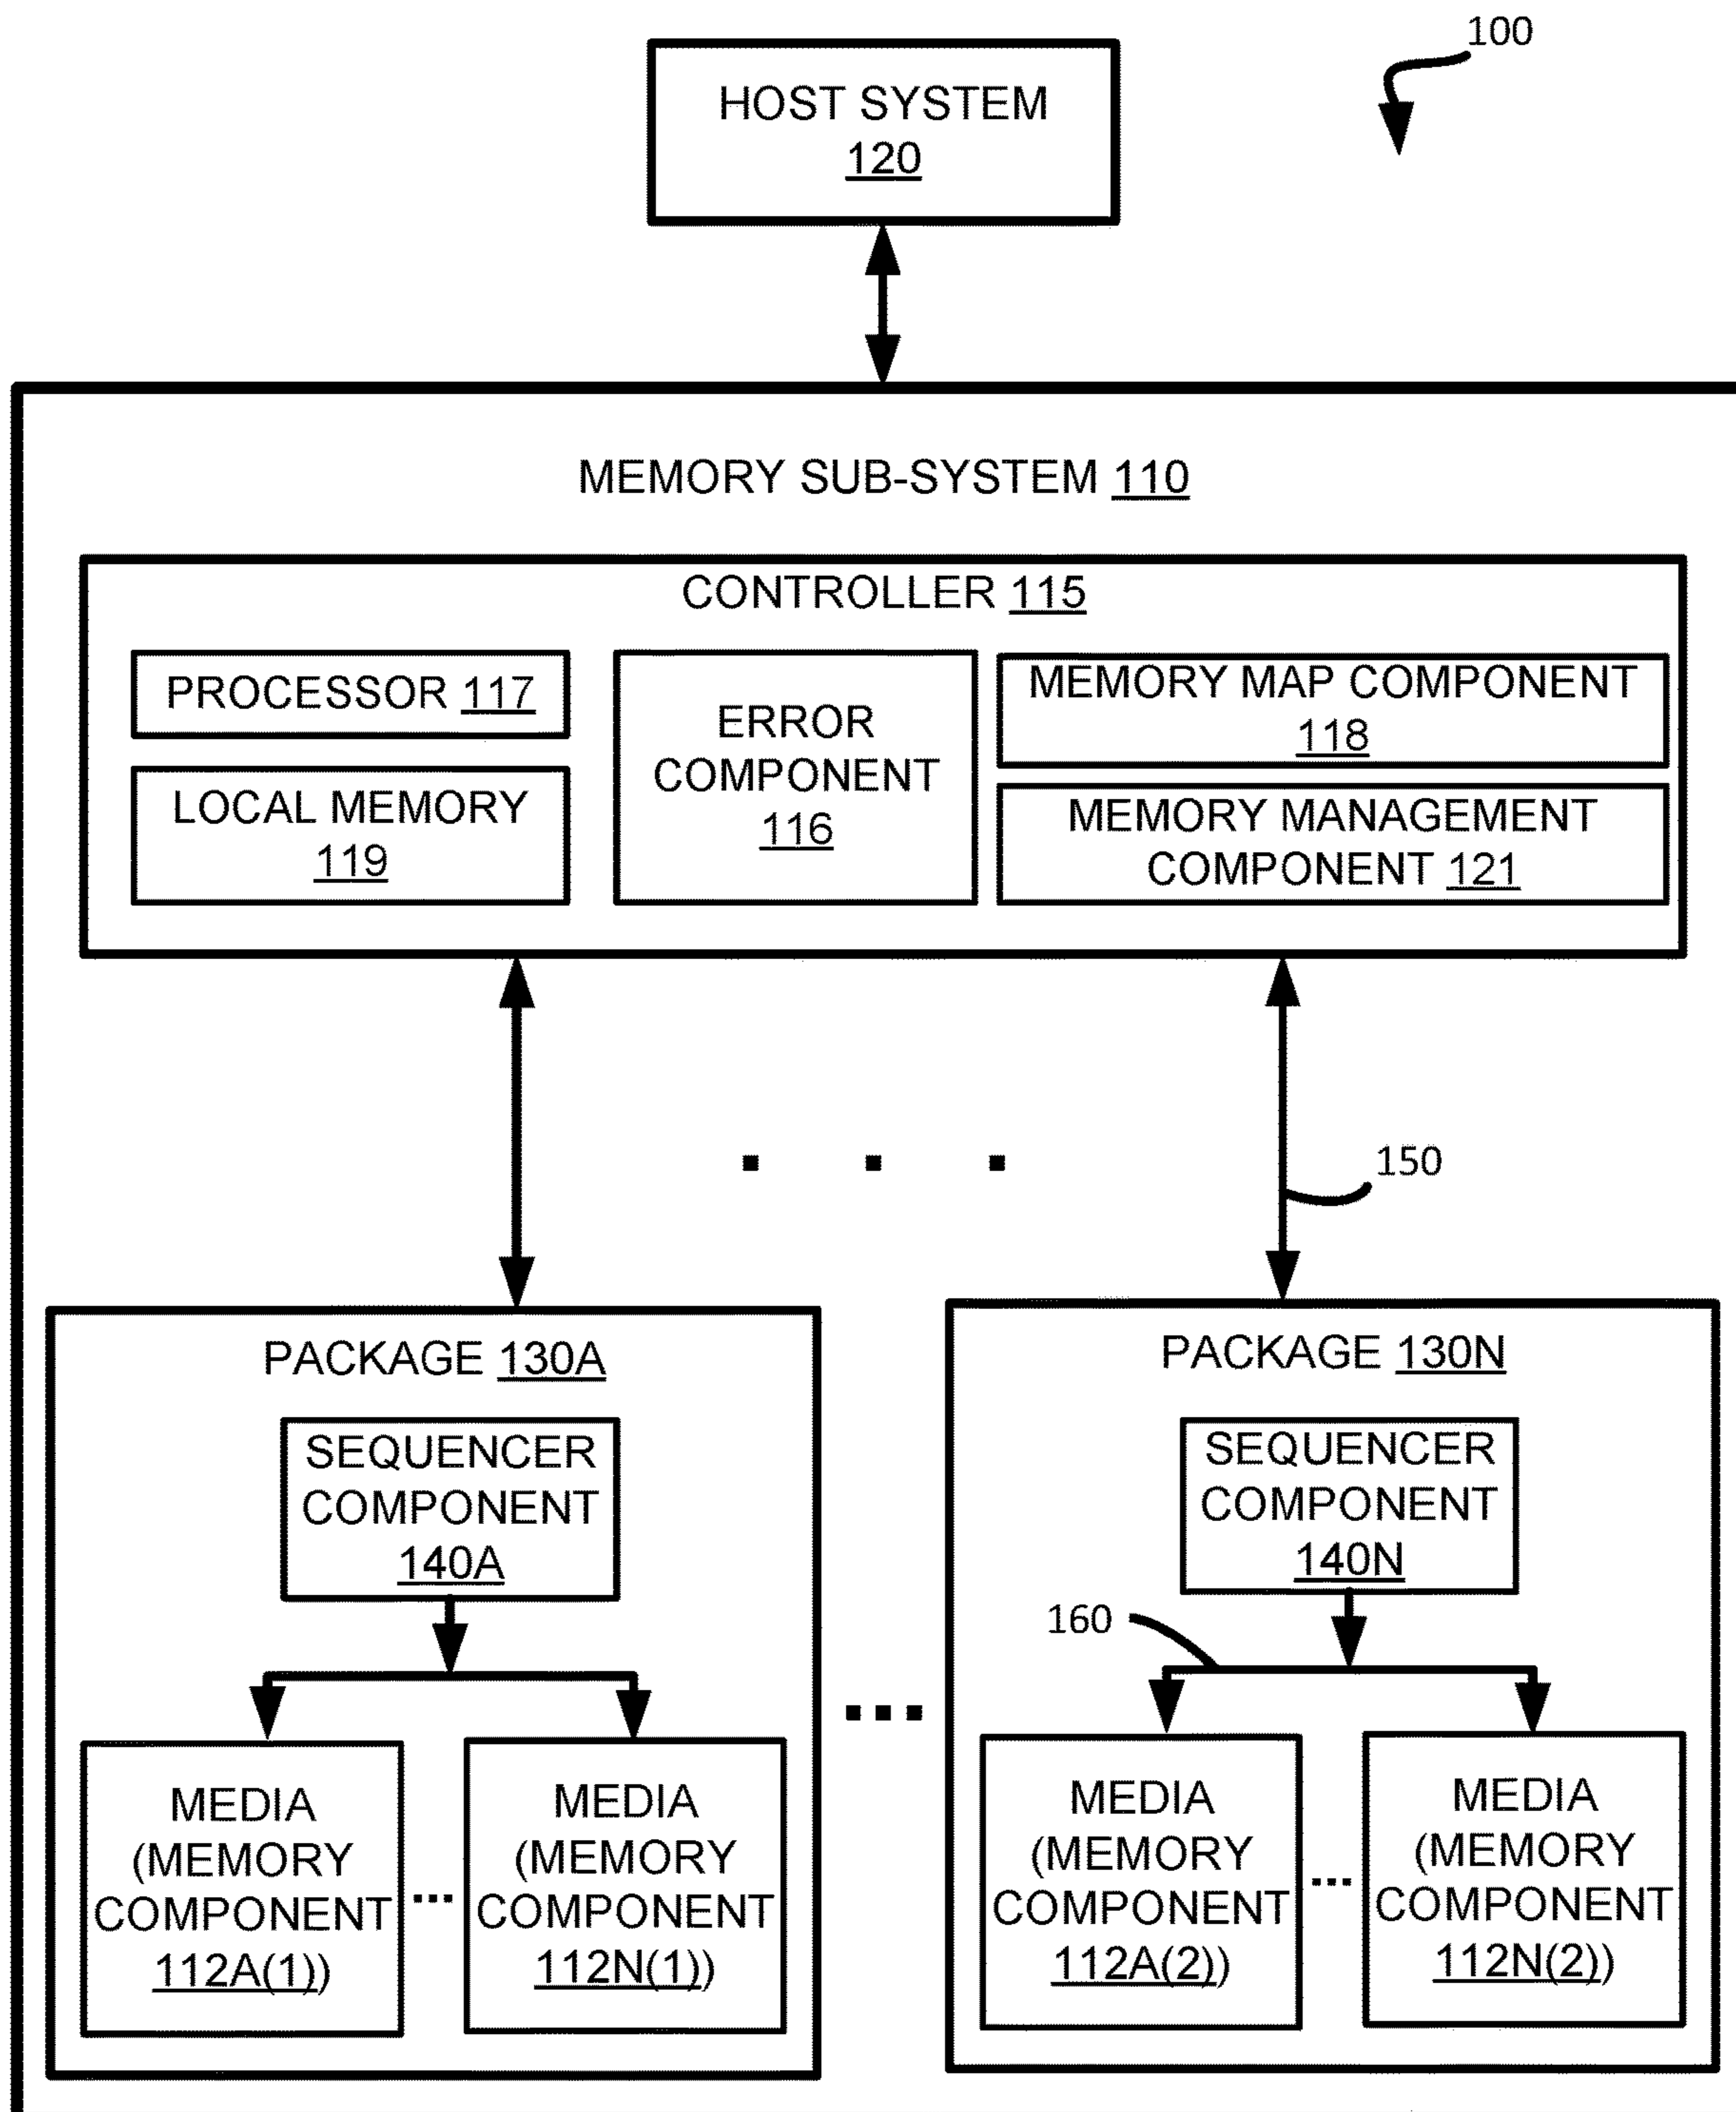 100
HOST SYSTEM
120
MEMORY SUB-SYSTEM 110
CONTROLLER 115
PROCESSOR 117
LOCAL MEMORY
119
ERROR
COMPONENT
116
MEMORY MAP COMPONENT
118
MEMORY MANAGEMENT
COMPONENT 121
. . .
150
PACKAGE 130A
SEQUENCER
COMPONENT
140A
MEDIA
(MEMORY
COMPONENT
112A(1))
...
MEDIA
(MEMORY
COMPONENT
112N(1))
...
PACKAGE 130N
SEQUENCER
COMPONENT
140N
160
MEDIA
(MEMORY
COMPONENT
112A(2))
...
MEDIA
(MEMORY
COMPONENT
112N(2))